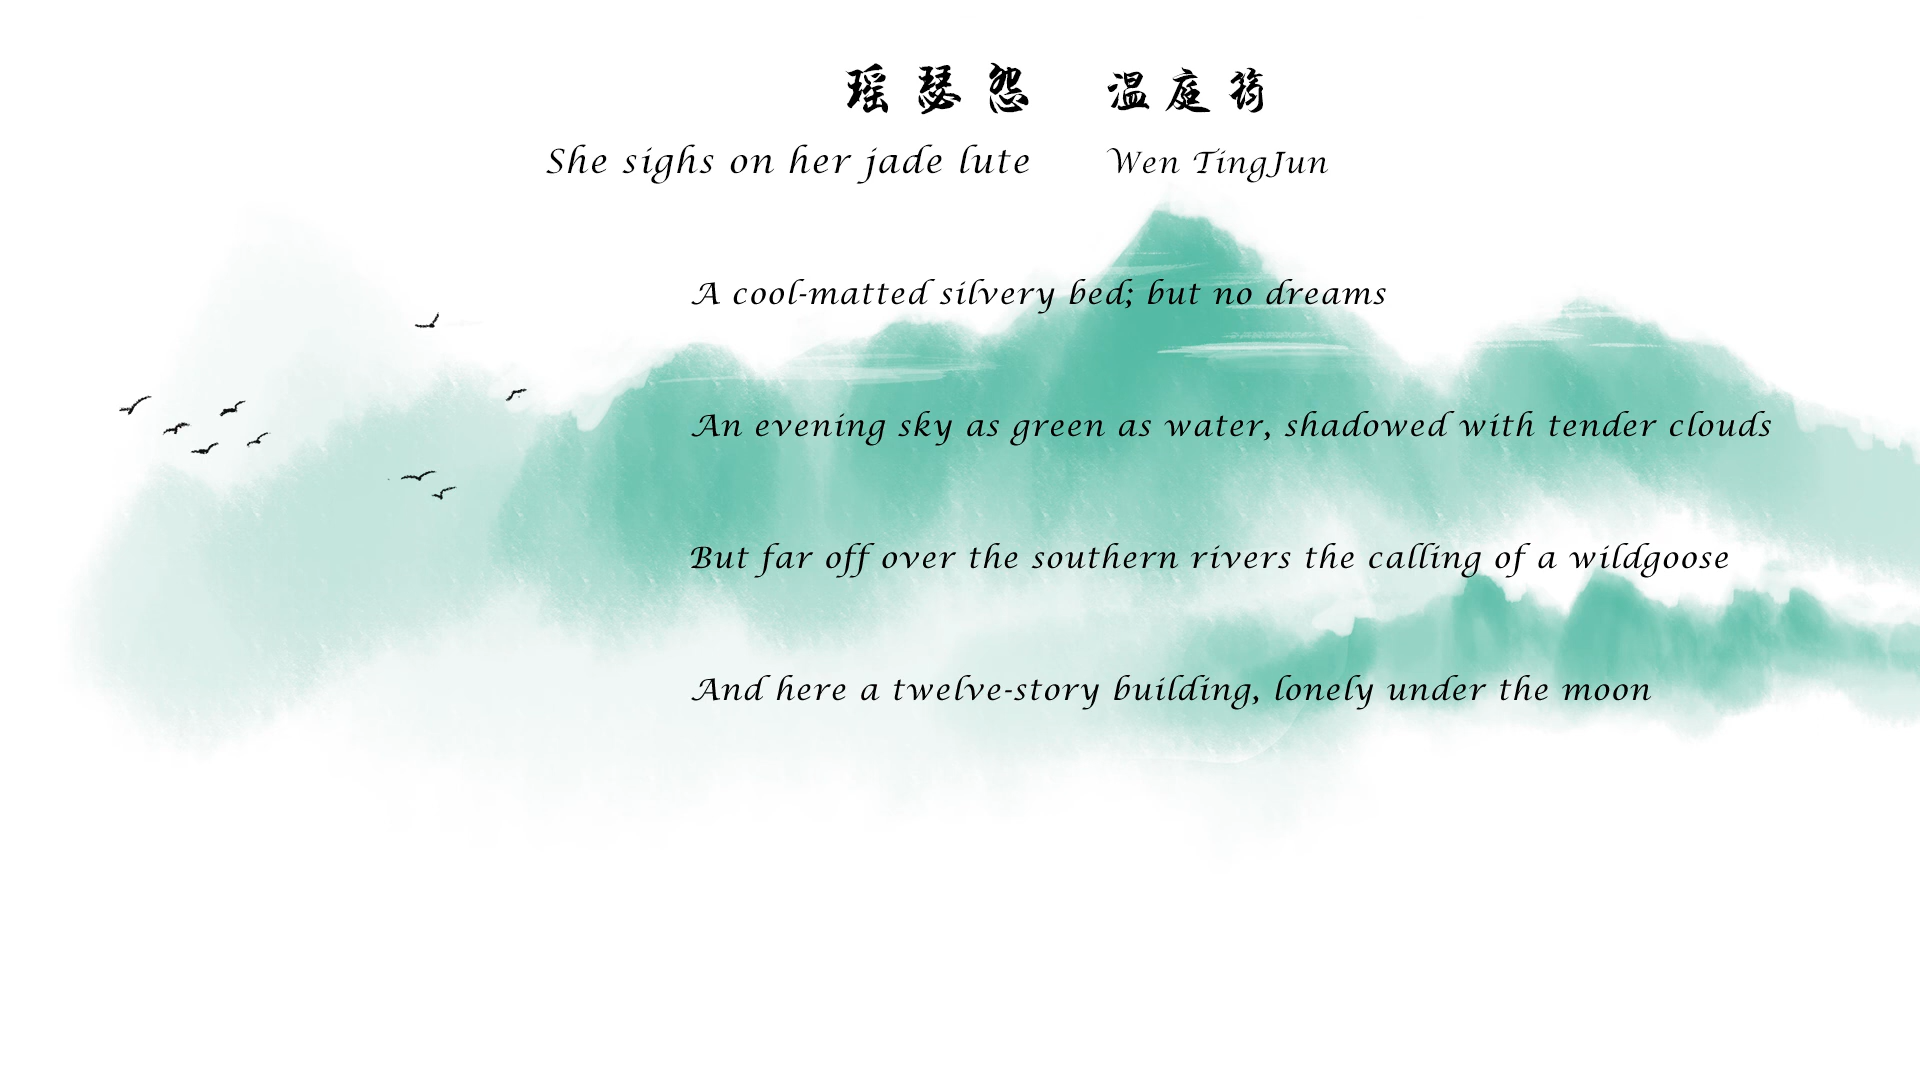 瑶瑟怨 温庭筠
She sighs on her jade lute Wen TingJun
A cool-matted silvery bed; but no dreams
An evening sky as green as water, shadowed with tender clouds
But far off over the southern rivers the calling of a wildgoose
And here a twelve-story building, lonely under the moon